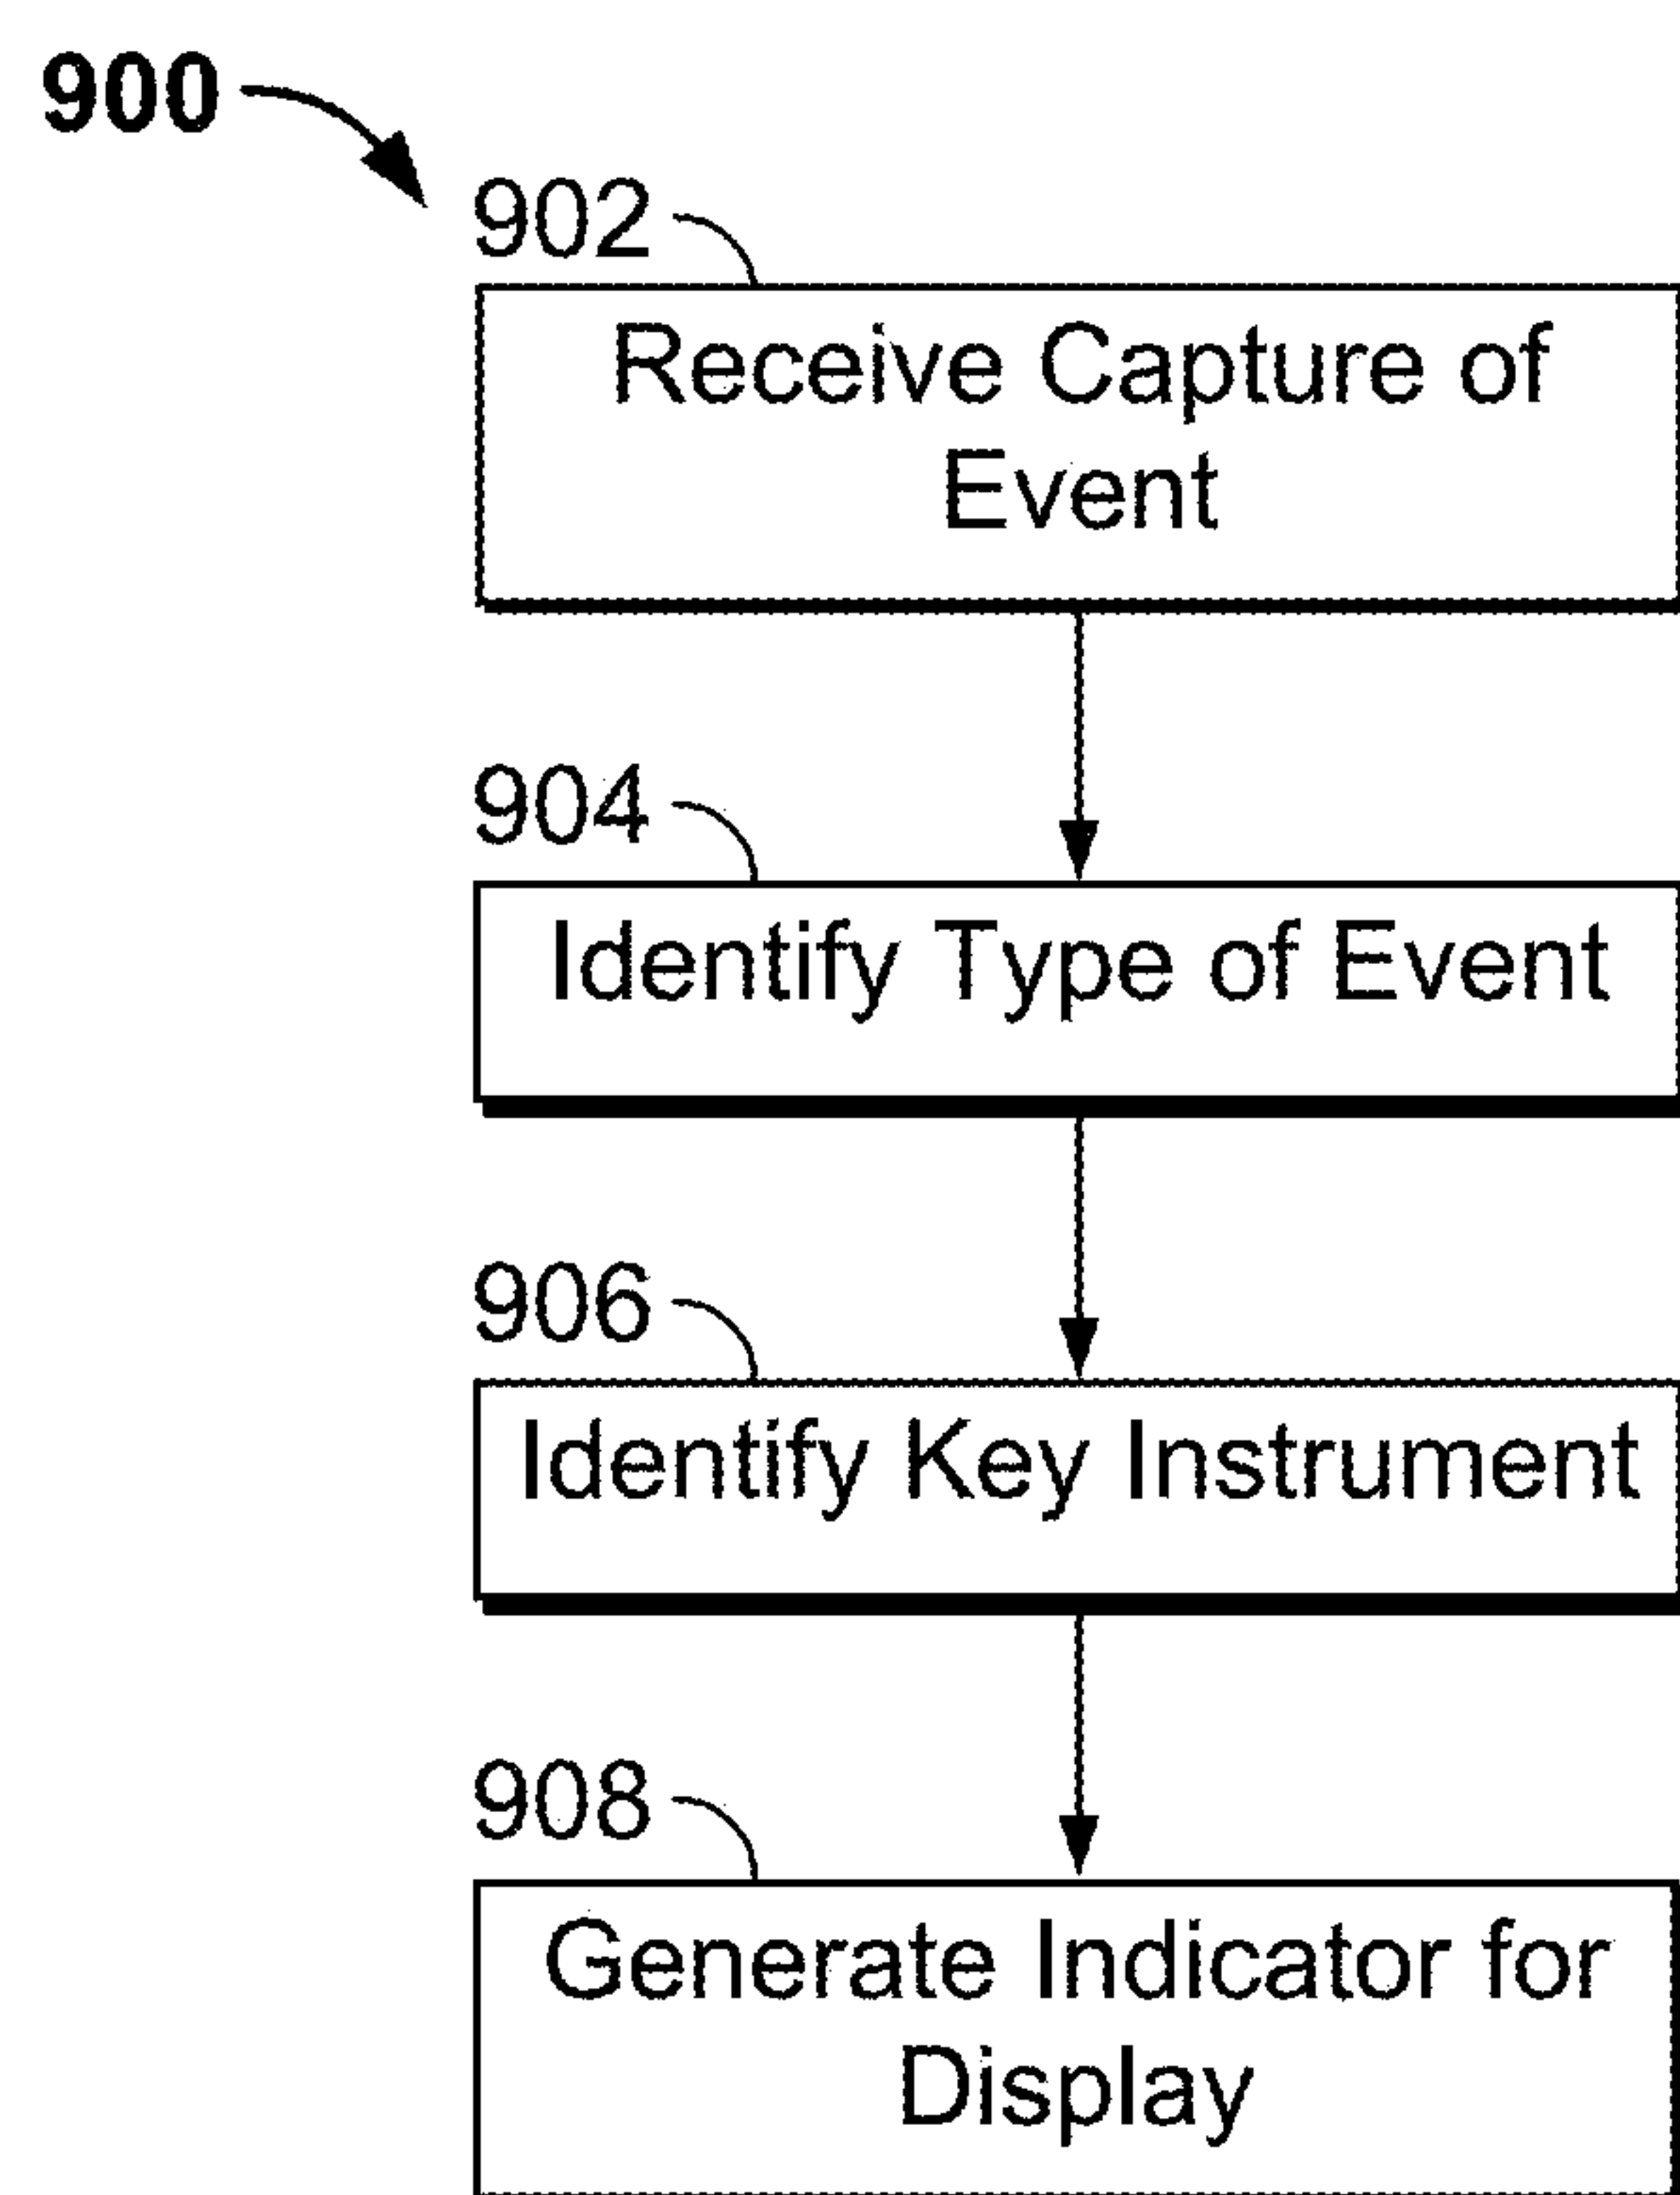 900
902
Receive Capture of
Event
904
Identify Type of Event
906
Identify Key Instrument
908
Generate Indicator for
Display